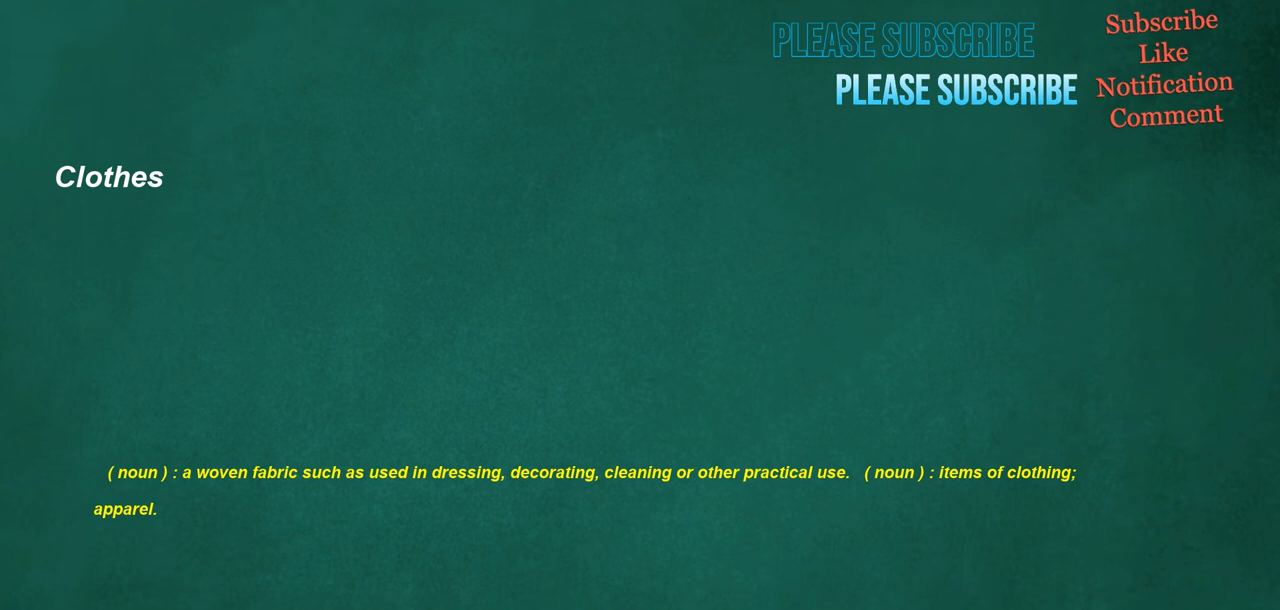 PLEASE SUBSCRIBE
PLEASE SUBSCRIBE
Subscribe
Like
Notification
Comment
Clothes
( noun ) : a woven fabric such as used in dressing, decorating, cleaning or other practical use.   ( noun ) : items of clothing;
apparel.